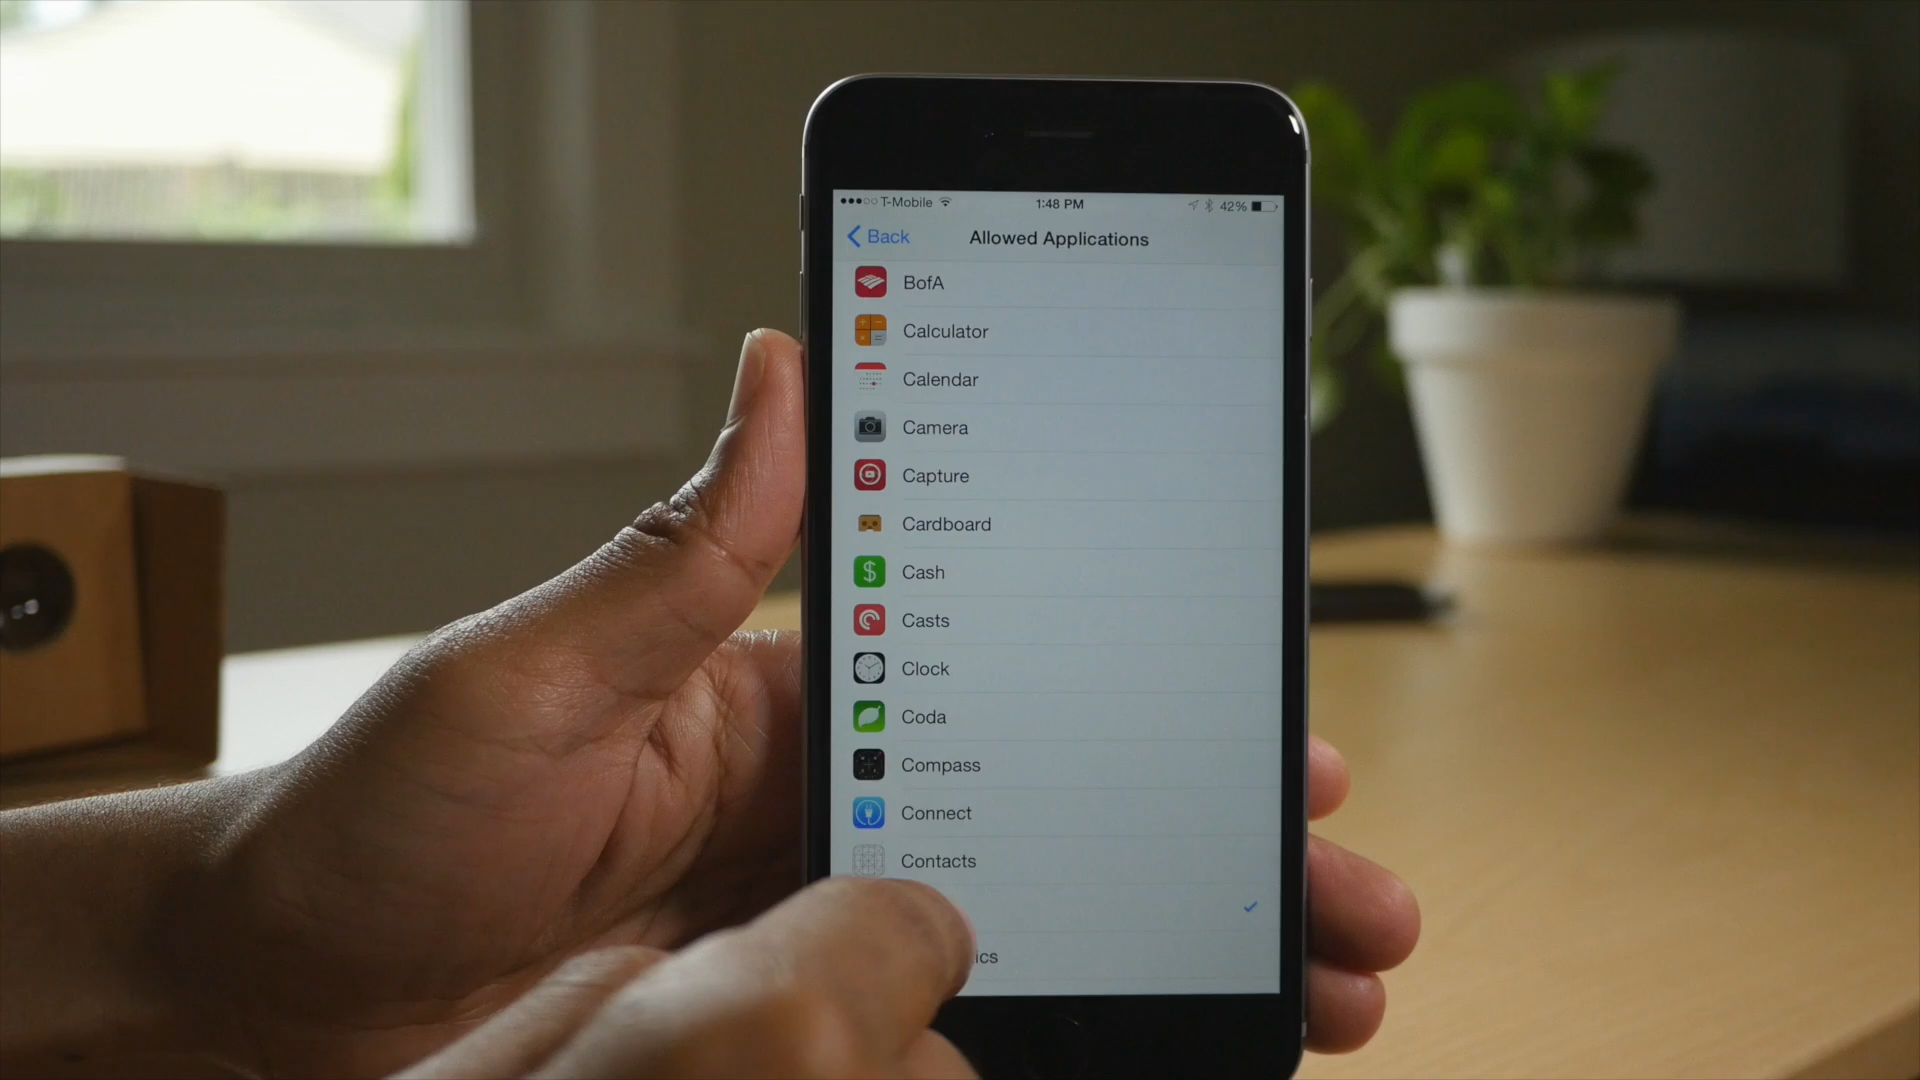 T-Mobile 1:48 PM 42%
Back Allowed Applications
BofA
Calculator
Calendar
Camera
Capture
Cardboard
Cash
Casts
Clock
Coda
Compass
Connect
Contacts